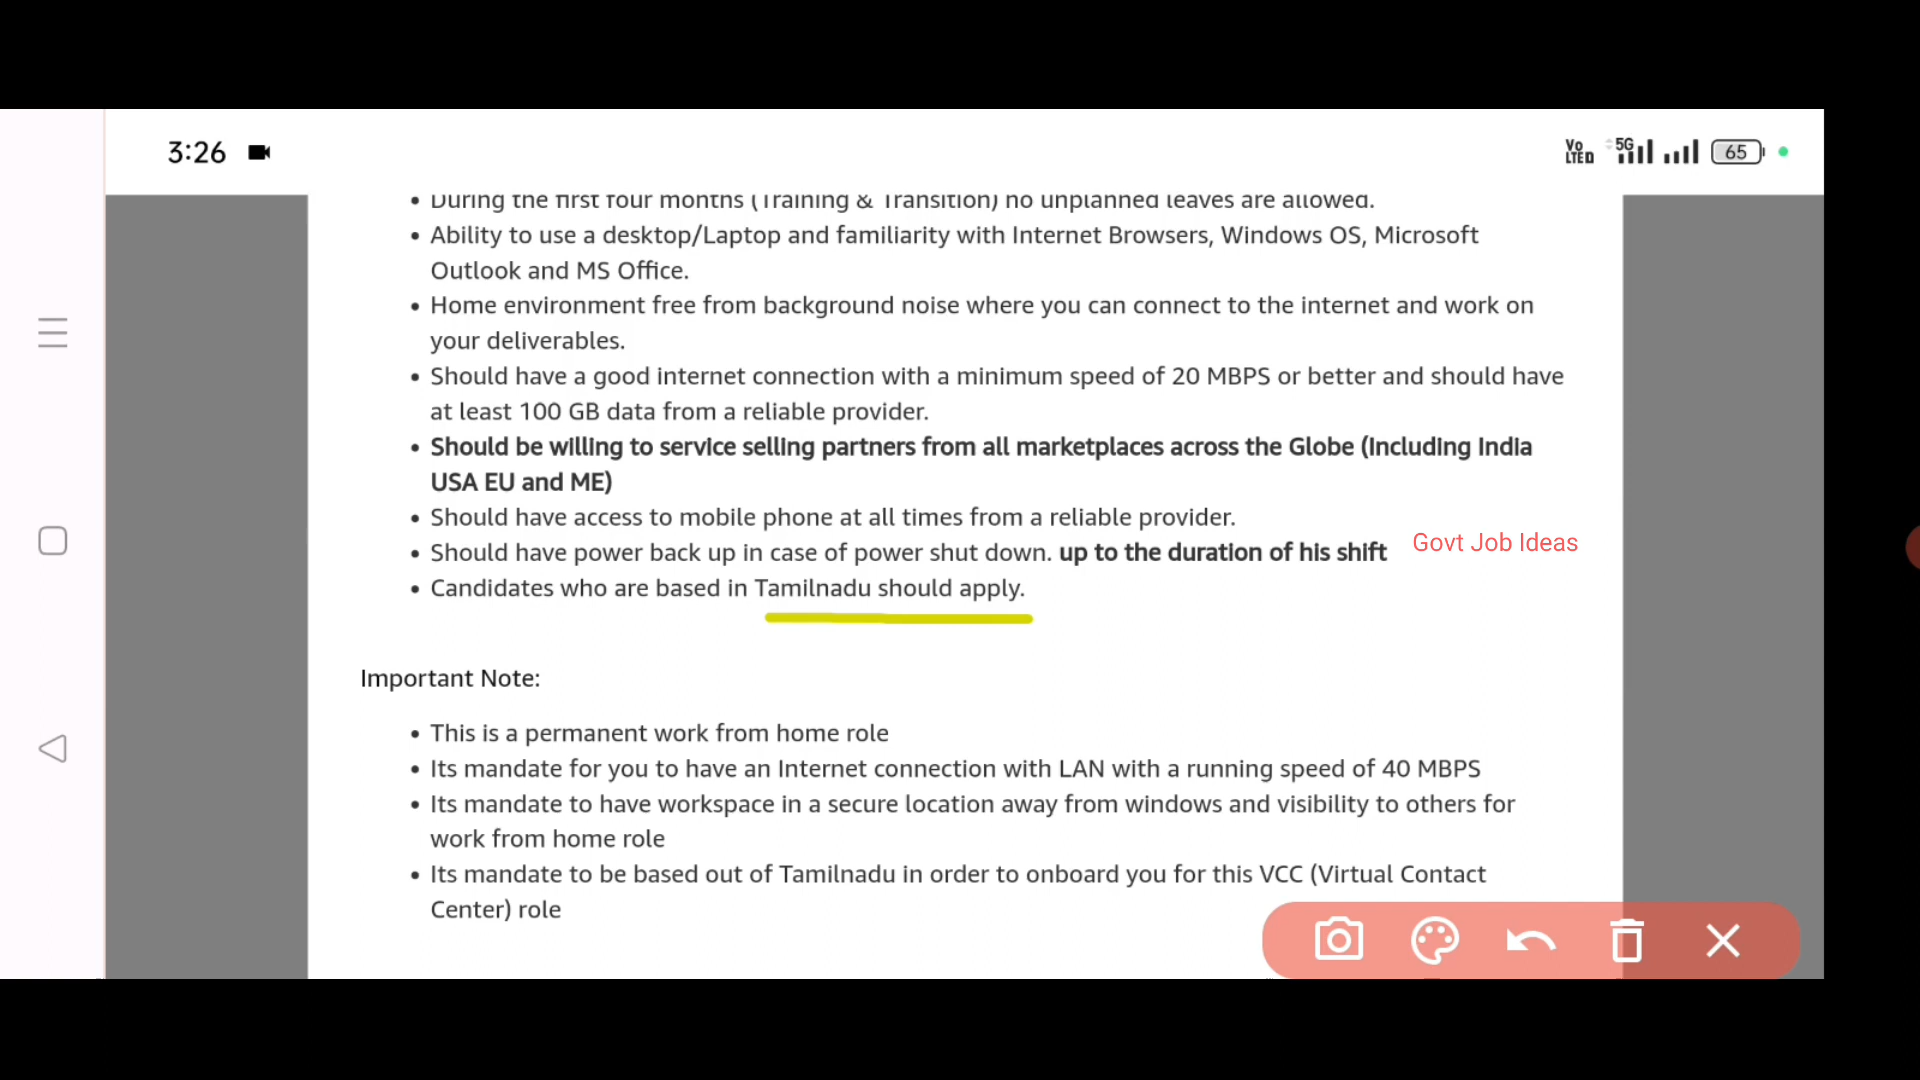 3:26
Vo LTE 5G 65
• During the first four months (Training & Transition) no unplanned leaves are allowed.
• Ability to use a desktop/Laptop and familiarity with Internet Browsers, Windows OS, Microsoft
Outlook and MS Office.
• Home environment free from background noise where you can connect to the internet and work on
your deliverables.
• Should have a good internet connection with a minimum speed of 20 MBPS or better and should have
at least 100 GB data from a reliable provider.
• Should be willing to service selling partners from all marketplaces across the Globe (Including India
USA EU and ME)
• Should have access to mobile phone at all times from a reliable provider.
• Should have power back up in case of power shut down. up to the duration of his shift
Govt Job Ideas
• Candidates who are based in Tamilnadu should apply.
Important Note:
• This is a permanent work from home role
• Its mandate for you to have an Internet connection with LAN with a running speed of 40 MBPS
• Its mandate to have workspace in a secure location away from windows and visibility to others for
work from home role
• Its mandate to be based out of Tamilnadu in order to onboard you for this VCC (Virtual Contact
Center) role